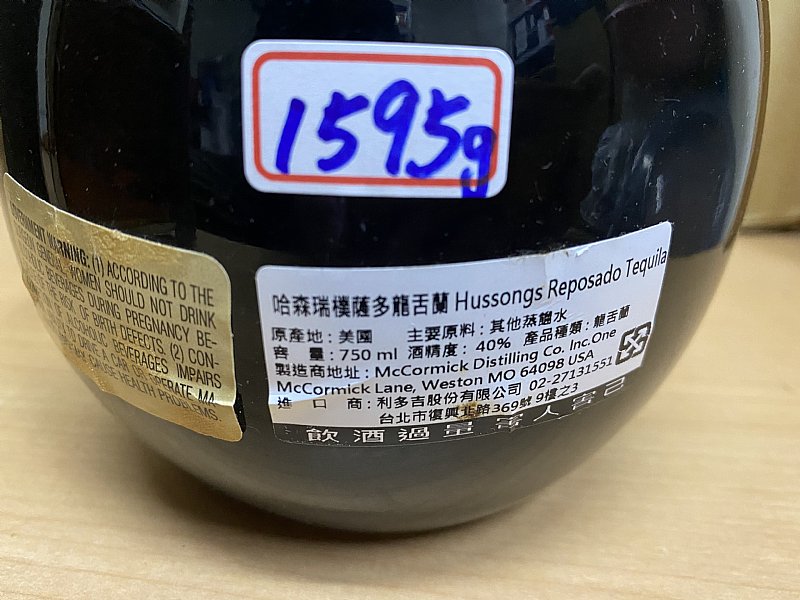 1595g
WARNING: (1) ACCORDING TO THE
WOMEN SHOULD NOT DRINK
BEVERAGES DURING PREGNANCY BE-
RISK OF BIRTH DEFECTS. (2) CON-
BEVERAGES IMPAIRS
HEALTH PROBLEMS.
哈森瑞樸薩多龍舌蘭 Hussongs Reposado Tequila
原產地：美國 主要原料：其他蒸餾水
容 量：750 ml 酒精度：40% 產品種類：龍舌蘭
製造商地址：McCormick Distilling Co. Inc.One
McCormick Lane, Weston MO 64098 USA
進 口 商：利多吉股份有限公司 02-27131551
台北市復興北路369號 9樓之3
飲酒過量害人害己